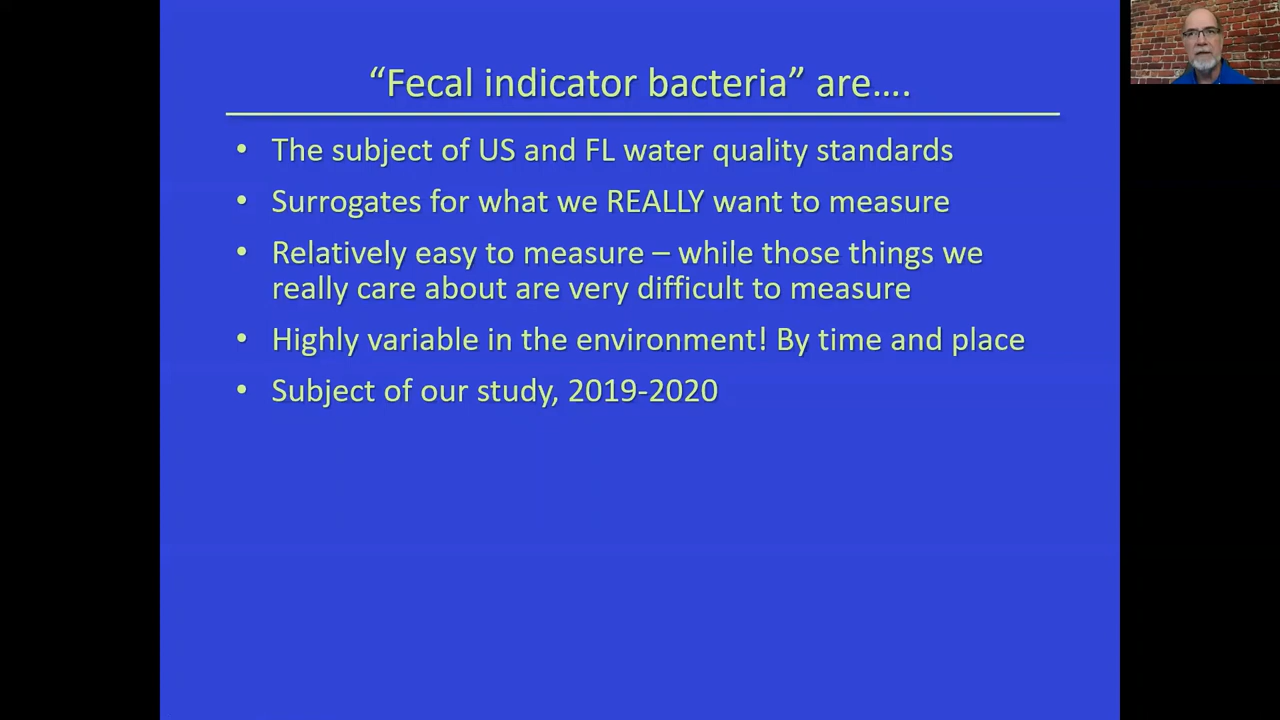 “Fecal indicator bacteria” are….
• The subject of US and FL water quality standards
• Surrogates for what we REALLY want to measure
• Relatively easy to measure – while those things we
really care about are very difficult to measure
• Highly variable in the environment! By time and place
• Subject of our study, 2019-2020